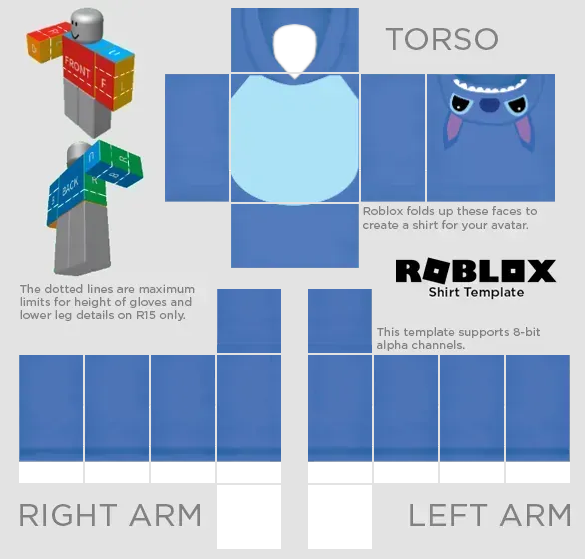 TORSO
FRONT
F
L
R
U
BACK
B
R
B
U
Roblox folds up these faces to
create a shirt for your avatar.
ROBLOX
Shirt Template
The dotted lines are maximum
limits for height of gloves and
lower leg details on R15 only.
This template supports 8-bit
alpha channels.
RIGHT ARM
LEFT ARM